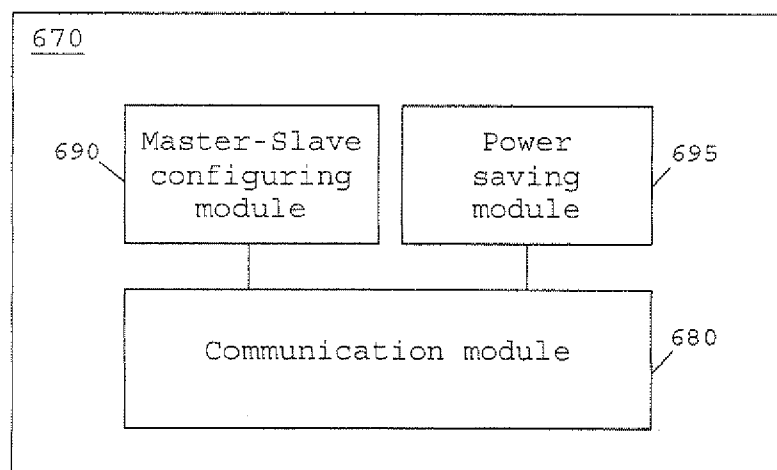 670
690
Master-Slave
configuring
module
Power
saving
module
695
Communication module
680